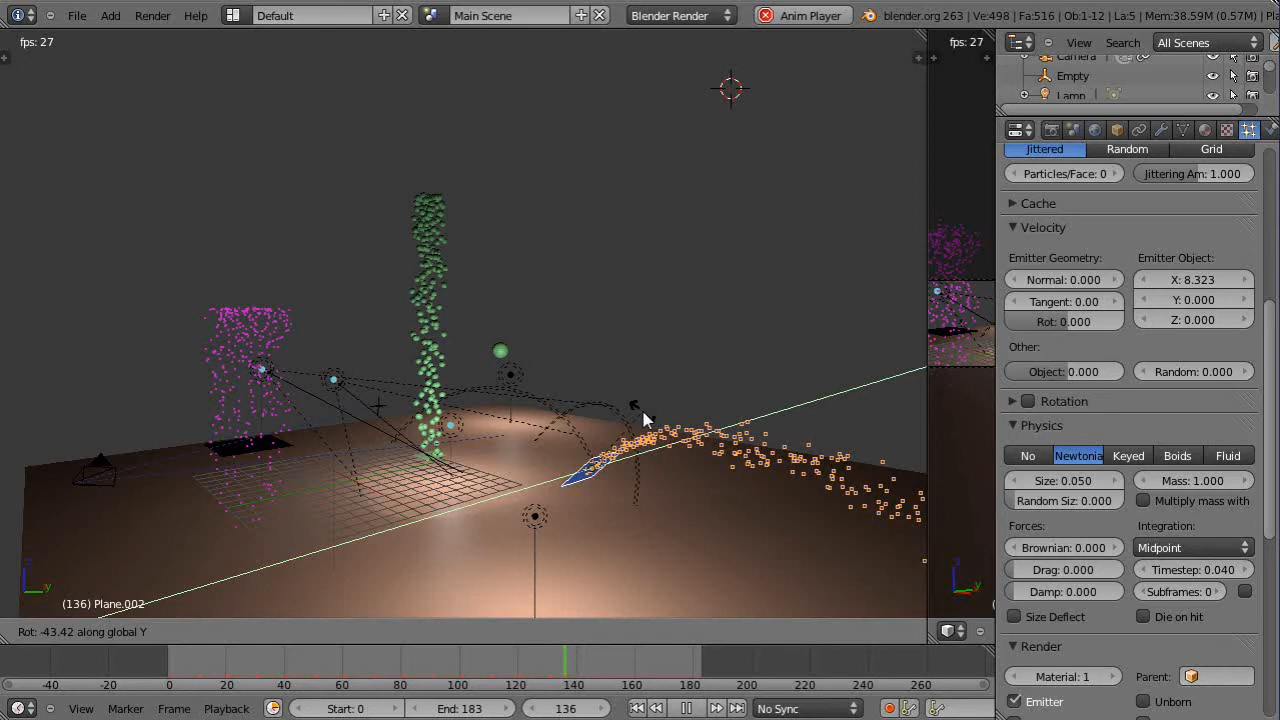 File Add Render Help Default Main Scene Blender Render Anim Player blender.org 263 | Ve:498 | Fa:516 | Ob:1-12 | La:5 | Mem:38.59M (0.57M) | Pl
fps: 27
fps: 27
View Search All Scenes
Camera
Empty
Lamp
Jittered Random Grid
Particles/Face: 0 Jittering Am: 1.000
Cache
Velocity
Emitter Geometry: Emitter Object:
Normal: 0.000 X: 8.323
Tangent: 0.00 Y: 0.000
Rot: 0.000 Z: 0.000
Other:
Object: 0.000 Random: 0.000
Rotation
Physics
No Newtonia Keyed Boids Fluid
Size: 0.050 Mass: 1.000
Random Siz: 0.000 Multiply mass with
Forces: Integration:
Brownian: 0.000 Midpoint
Drag: 0.000 Timestep: 0.040
Damp: 0.000 Subframes: 0
Size Deflect Die on hit
Render
Material: 1 Parent:
Emitter Unborn
z y
z y
(136) Plane.002
(
Rot: -43.42 along global Y
-40 -20 0 20 40 60 80 100 120 140 160 180 200 220 240 260
View Marker Frame Playback Start: 0 End: 183 136 No Sync